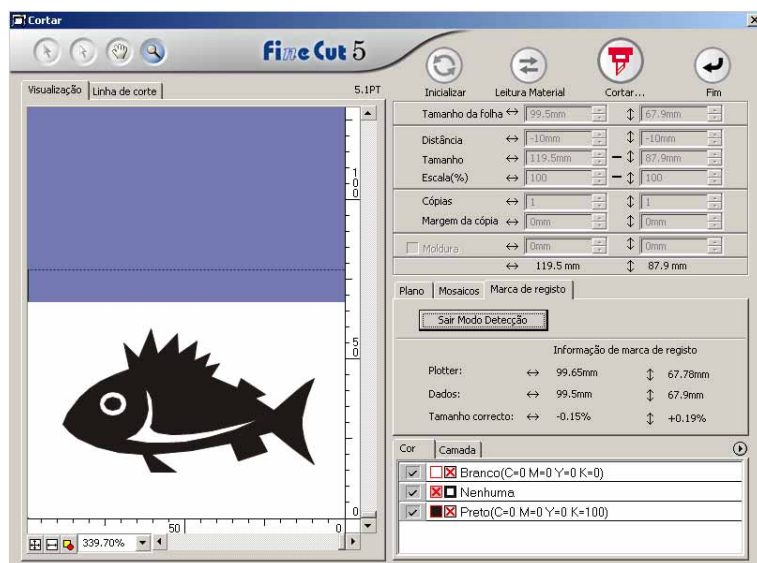 Cortar
Fine Cut 5
Inicializar Leitura Material Cortar... Fim
Visualização Linha de corte 5.1PT
Tamanho da folha 99.5mm 67.9mm
Distância -10mm -10mm
Tamanho 119.5mm 87.9mm
Escala(%) 100 100
Cópias 1 1
Margem da cópia 0mm 0mm
Moldura 0mm 0mm
119.5 mm 87.9 mm
Plano Mosaicos Marca de registo
Sair Modo Detecção
Informação de marca de registo
Plotter: 99.65mm 67.78mm
Dados: 99.5mm 67.9mm
Tamanho correcto: -0.15% +0.19%
Cor Camada
Branco(C=0 M=0 Y=0 K=0)
Nenhuma
Preto(C=0 M=0 Y=0 K=100)
100
50
0
50 0
339.70%